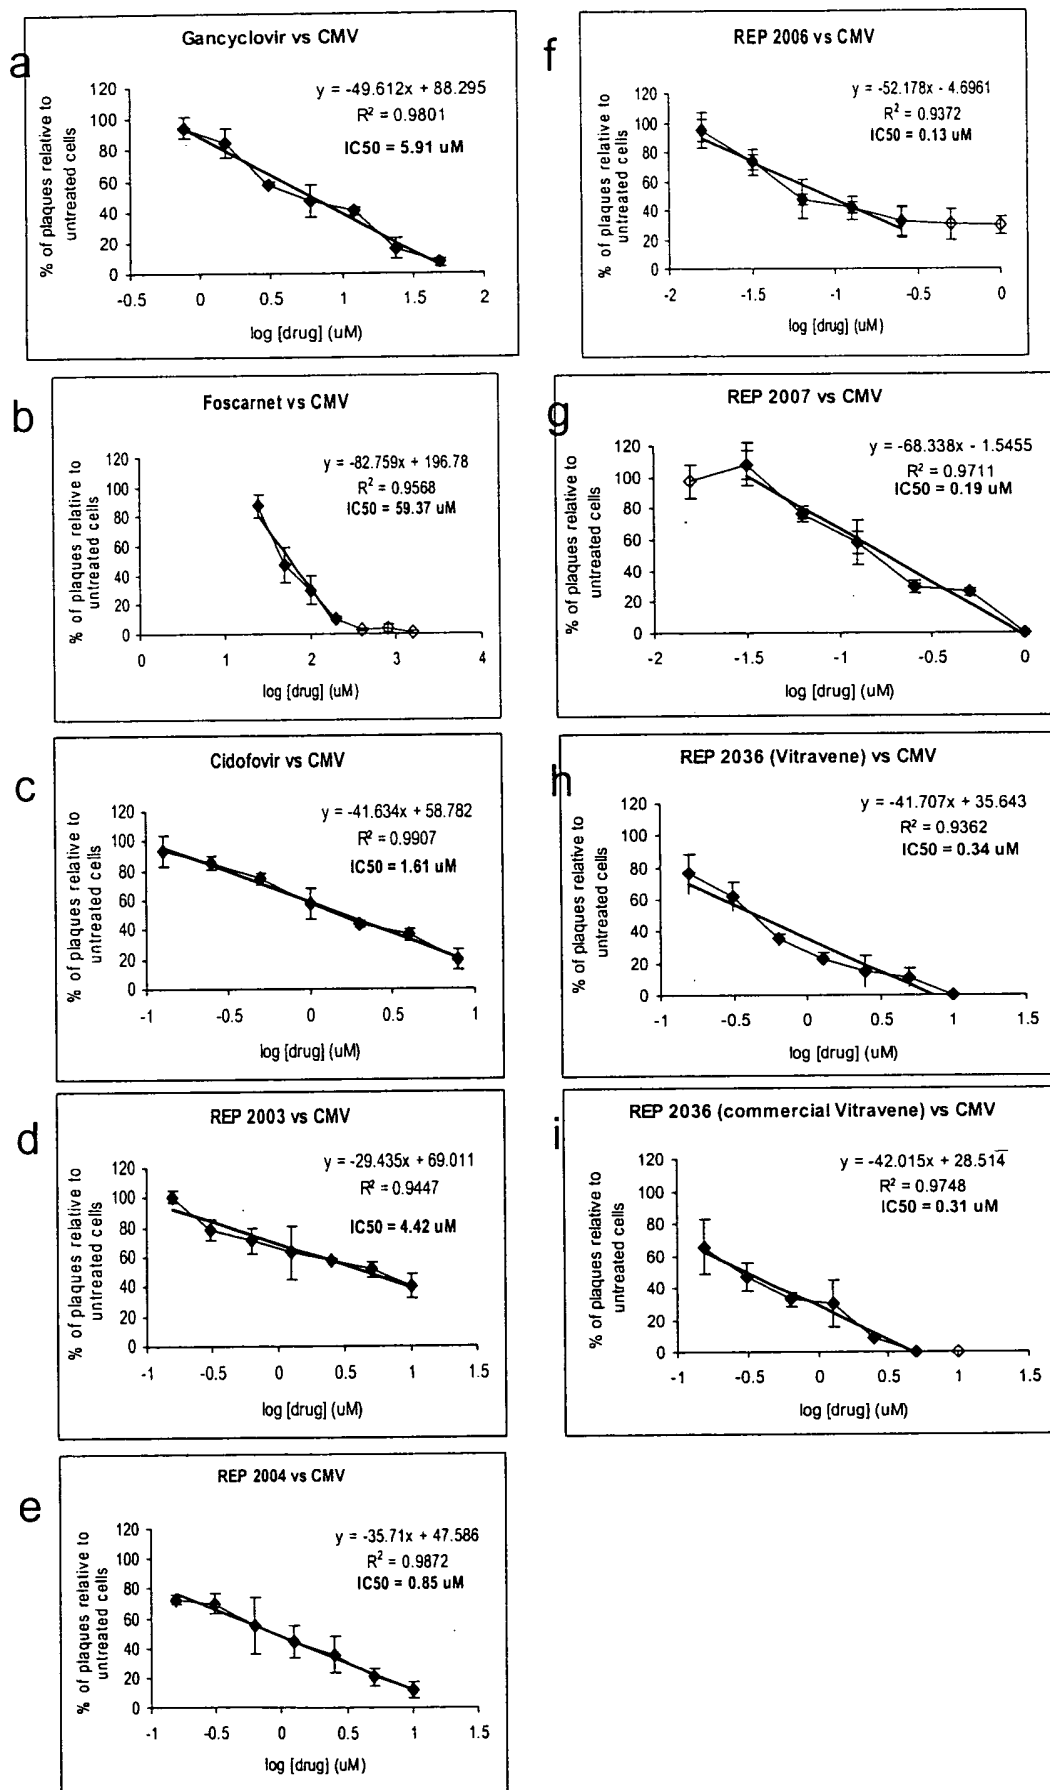 a
Gancyclovir vs CMV
y = -49.612x + 88.295
R² = 0.9801
IC50 = 5.91 uM
% of plaques relative to
untreated cells
120
100
80
60
40
20
0
-0.5 0 0.5 1 1.5 2
log [drug] (uM)
b
Foscarnet vs CMV
y = -82.759x + 196.78
R² = 0.9568
IC50 = 59.37 uM
% of plaques relative to
untreated cells
120
100
80
60
40
20
0
0 1 2 3 4
log [drug] (uM)
c
Cidofovir vs CMV
y = -41.634x + 58.782
R² = 0.9907
IC50 = 1.61 uM
% of plaques relative to
untreated cells
120
100
80
60
40
20
0
-1 -0.5 0 0.5 1
log [drug] (uM)
d
REP 2003 vs CMV
y = -29.435x + 69.011
R² = 0.9447
IC50 = 4.42 uM
% of plaques relative to
untreated cells
120
100
80
60
40
20
0
-1 -0.5 0 0.5 1 1.5
log [drug] (uM)
e
REP 2004 vs CMV
y = -35.71x + 47.586
R² = 0.9872
IC50 = 0.85 uM
% of plaques relative to
untreated cells
120
100
80
60
40
20
0
-1 -0.5 0 0.5 1 1.5
log [drug] (uM)
f
REP 2006 vs CMV
y = -52.178x - 4.6961
R² = 0.9372
IC50 = 0.13 uM
% of plaques relative to
untreated cells
120
100
80
60
40
20
0
-2 -1.5 -1 -0.5 0
log [drug] (uM)
g
REP 2007 vs CMV
y = -68.338x - 1.5455
R² = 0.9711
IC50 = 0.19 uM
% of plaques relative to
untreated cells
120
100
80
60
40
20
0
-2 -1.5 -1 -0.5 0
log [drug] (uM)
h
REP 2036 (Vitravene) vs CMV
y = -41.707x + 35.643
R² = 0.9362
IC50 = 0.34 uM
% of plaques relative to
untreated cells
120
100
80
60
40
20
0
-1 -0.5 0 0.5 1 1.5
log [drug] (uM)
i
REP 2036 (commercial Vitravene) vs CMV
y = -42.015x + 28.514
R² = 0.9748
IC50 = 0.31 uM
% of plaques relative to
untreated cells
120
100
80
60
40
20
0
-1 -0.5 0 0.5 1 1.5
log [drug] (uM)